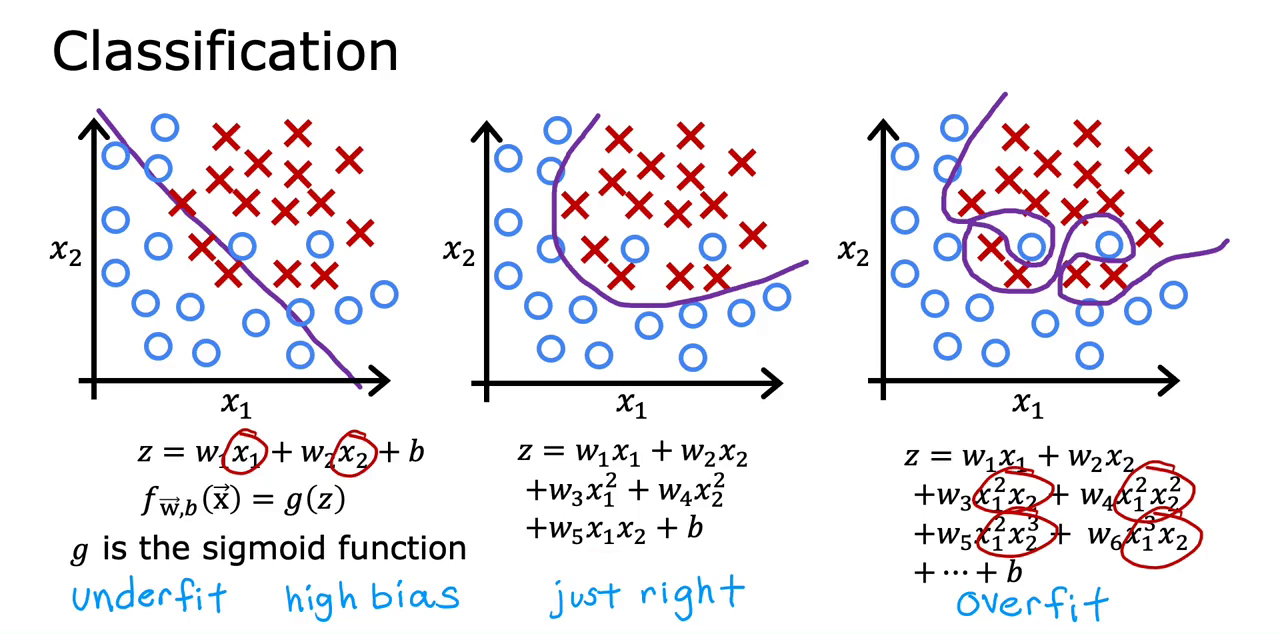 Classification
x₂
x₁
z = w₁x₁ + w₂x₂ + b
f_{w⃗,b}(x⃗) = g(z)
g is the sigmoid function
underfit high bias
x₂
x₁
z = w₁x₁ + w₂x₂
+w₃x₁² + w₄x₂²
+w₅x₁x₂ + b
just right
x₂
x₁
z = w₁x₁ + w₂x₂
+w₃x₁²x₂ + w₄x₁²x₂²
+w₅x₁²x₂³ + w₆x₁³x₂
+ ⋯ + b
overfit